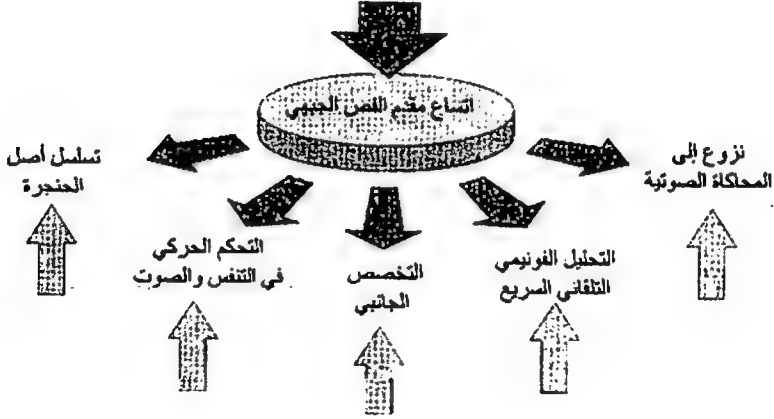 اتساع مقدم الفص الجبهي
نزوع إلى
المحاكاة الصوتية
التحليل الفونيمي
التلقائي السريع
التخصص
الجانبي
التحكم الحركي
في التنفس والصوت
تسلسل أصل
الحنجرة